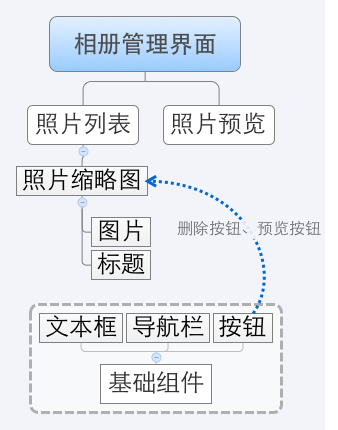 相册管理界面
照片列表
照片预览
照片缩略图
图片
删除按钮、预览按钮
标题
文本框
导航栏
按钮
基础组件